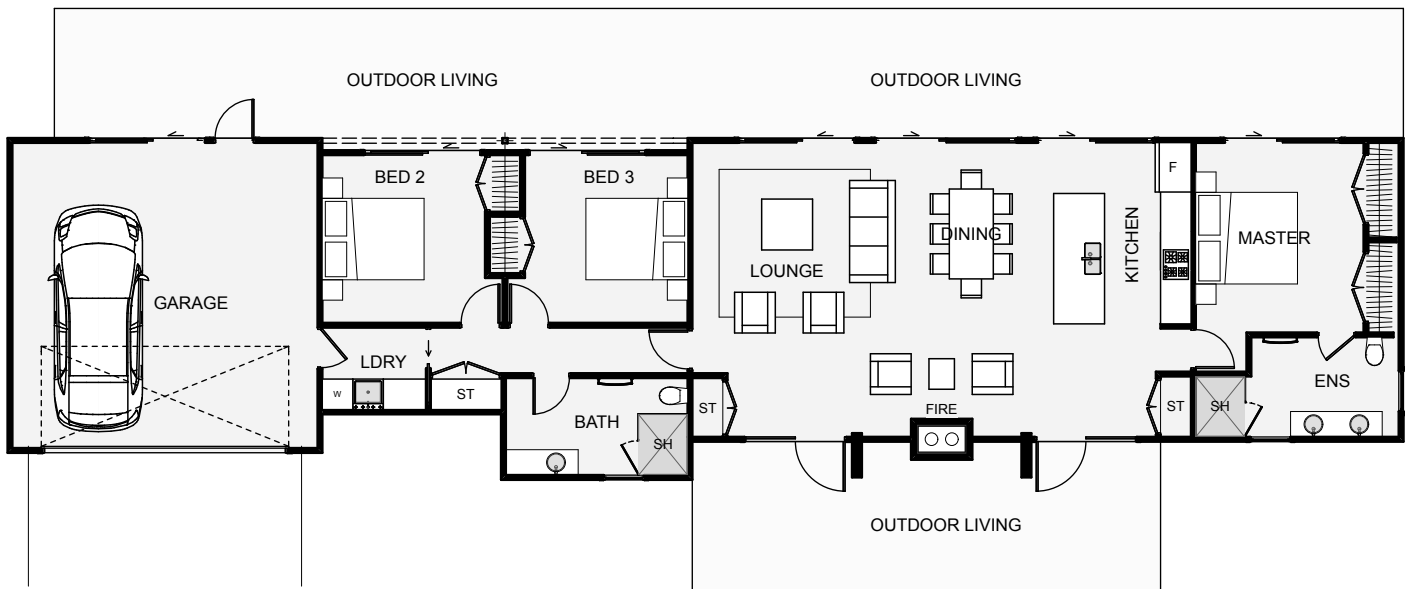 OUTDOOR LIVING
OUTDOOR LIVING
BED 2
BED 3
F
KITCHEN
DINING
MASTER
LOUNGE
GARAGE
LDRY
ENS
W
ST
ST
FIRE
ST
SH
BATH
SH
OUTDOOR LIVING